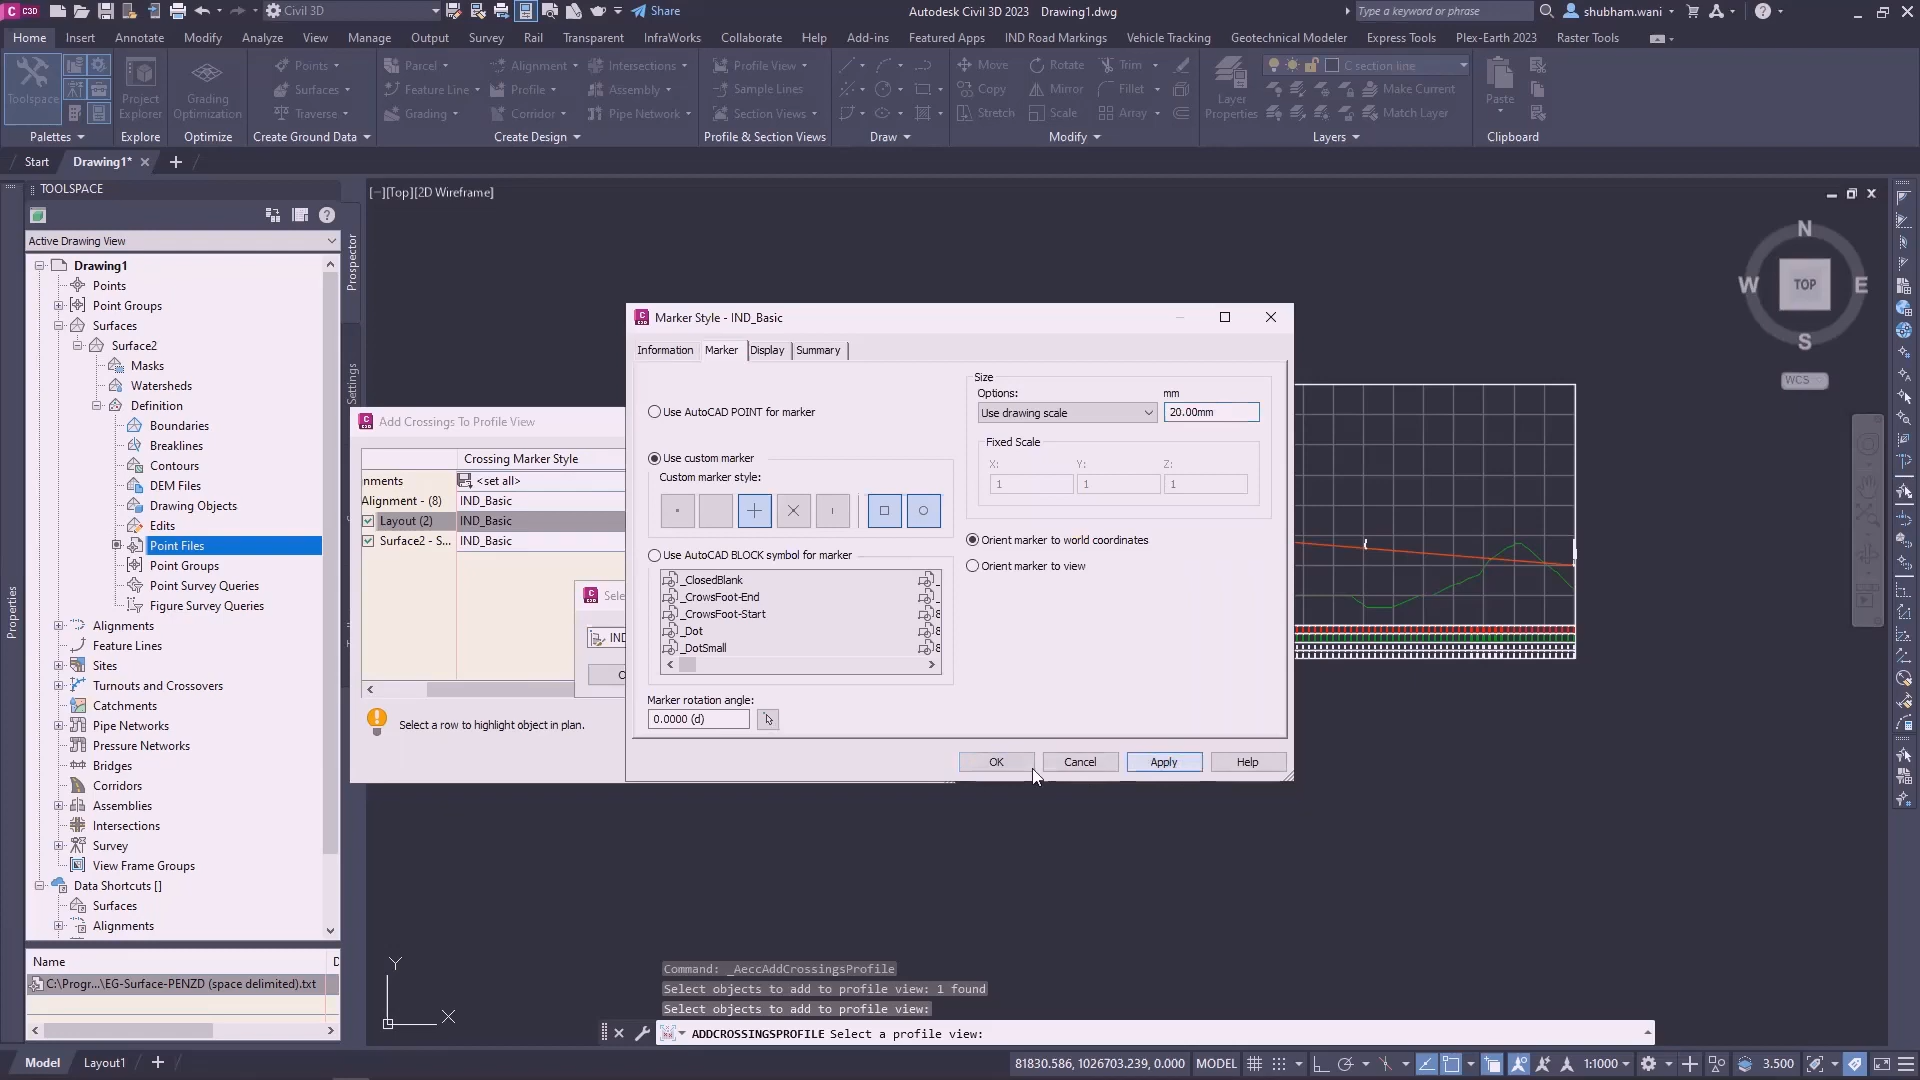 C3D
Civil 3D
Share
Autodesk Civil 3D 2023
Drawing1.dwg
Type a keyword or phrase
shubham.wani
Home
Insert
Annotate
Modify
Analyze
View
Manage
Output
Survey
Rail
Transparent
InfraWorks
Collaborate
Help
Add-ins
Featured Apps
IND Road Markings
Vehicle Tracking
Geotechnical Modeler
Express Tools
Plex-Earth 2023
Raster Tools
Toolspace
Palettes
Project Explorer
Explore
Grading Optimization
Optimize
Points
Surfaces
Traverse
Create Ground Data
Parcel
Feature Line
Grading
Alignment
Profile
Corridor
Intersections
Assembly
Pipe Network
Create Design
Profile View
Sample Lines
Section Views
Profile & Section Views
Draw
Move
Copy
Stretch
Rotate
Mirror
Scale
Trim
Fillet
Array
Modify
Layer Properties
C section line
Make Current
Match Layer
Layers
Paste
Clipboard
Start
Drawing1*
TOOLSPACE
Active Drawing View
Drawing1
Points
Point Groups
Surfaces
Surface2
Masks
Watersheds
Definition
Boundaries
Breaklines
Contours
DEM Files
Drawing Objects
Edits
Point Files
Point Groups
Point Survey Queries
Figure Survey Queries
Alignments
Feature Lines
Sites
Turnouts and Crossovers
Catchments
Pipe Networks
Pressure Networks
Bridges
Corridors
Assemblies
Intersections
Survey
View Frame Groups
Data Shortcuts []
Surfaces
Alignments
Name
C:\Progr...\EG-Surface-PENZD (space delimited).txt
Properties
Prospector
Settings
[−][Top][2D Wireframe]
N
W
TOP
E
S
WCS
Add Crossings To Profile View
Crossing Marker Style
nments
<set all>
Alignment - (8)
IND_Basic
Layout (2)
IND_Basic
Surface2 - S...
IND_Basic
Sele
IND
Select a row to highlight object in plan.
Marker Style - IND_Basic
Information
Marker
Display
Summary
Use AutoCAD POINT for marker
Use custom marker
Custom marker style:
Use AutoCAD BLOCK symbol for marker
_ClosedBlank
_CrowsFoot-End
_CrowsFoot-Start
_Dot
_DotSmall
Marker rotation angle:
0.0000 (d)
Size
Options:
mm
Use drawing scale
20.00mm
Fixed Scale
X:
Y:
Z:
1
1
1
Orient marker to world coordinates
Orient marker to view
OK
Cancel
Apply
Help
Y
X
Command: _AeccAddCrossingsProfile
Select objects to add to profile view: 1 found
Select objects to add to profile view:
ADDCROSSINGSPROFILE Select a profile view:
Model
Layout1
81830.586, 1026703.239, 0.000
MODEL
1:1000
3.500